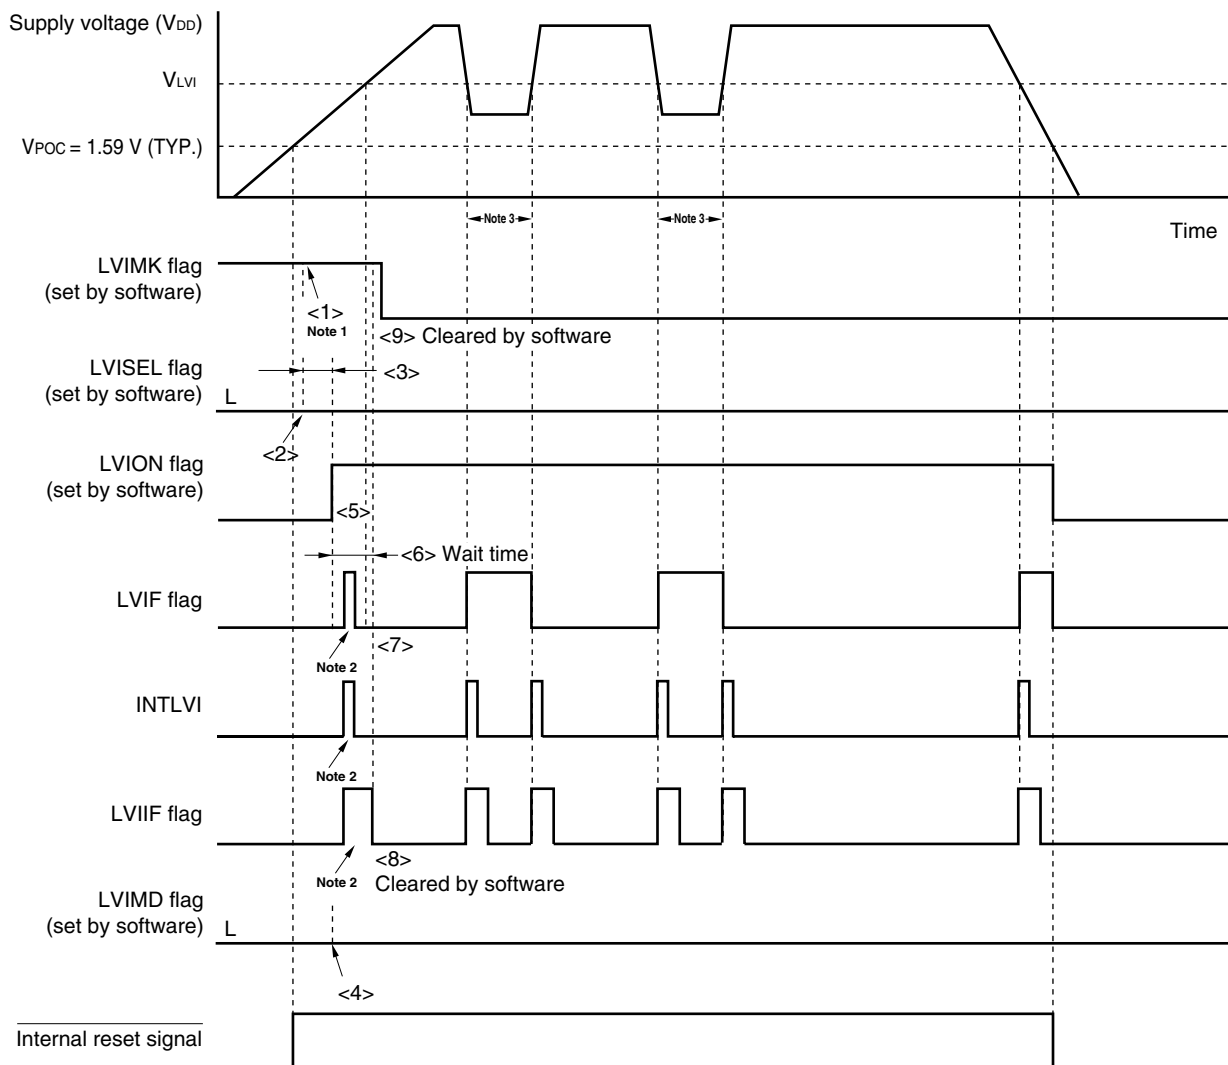 Supply voltage (VDD)
VLVI
VPOC = 1.59 V (TYP.)
Note 3
Note 3
Time
LVIMK flag
(set by software)
<1>
Note 1
<9> Cleared by software
LVISEL flag
(set by software)
L
<3>
<2>
LVION flag
(set by software)
<5>
<6> Wait time
LVIF flag
<7>
Note 2
INTLVI
Note 2
LVIIF flag
<8>
Note 2
Cleared by software
LVIMD flag
(set by software)
L
<4>
Internal reset signal